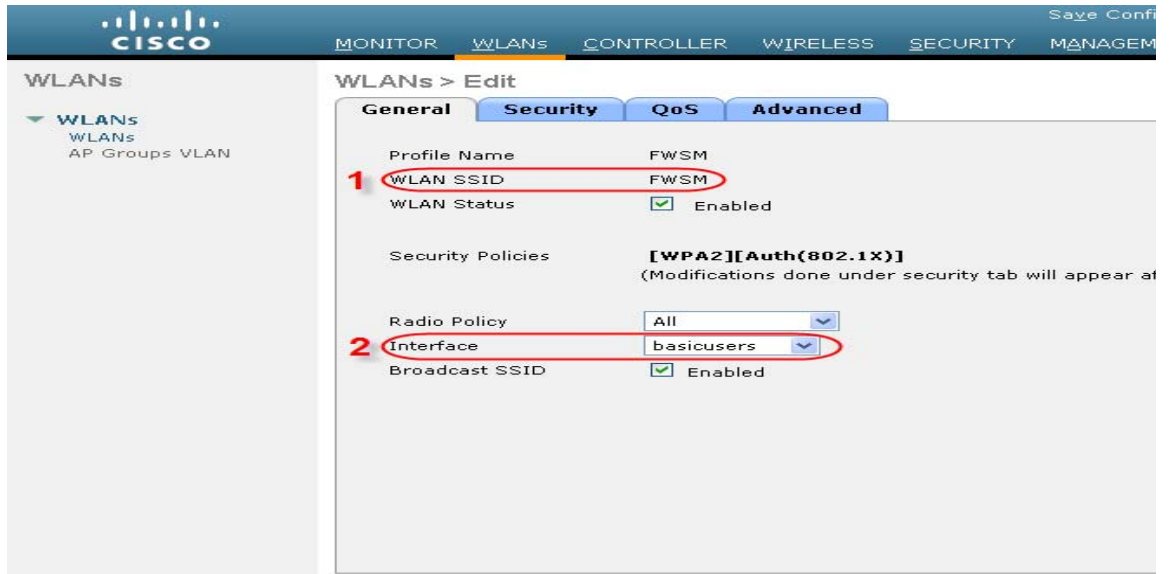 Save Confi
CISCO
MONITOR WLANs CONTROLLER WIRELESS SECURITY MANAGEM
WLANs
WLANs
WLANs
AP Groups VLAN
WLANs > Edit
General Security QoS Advanced
Profile Name FWSM
1 WLAN SSID FWSM
WLAN Status Enabled
Security Policies [WPA2][Auth(802.1X)]
(Modifications done under security tab will appear af
Radio Policy All
2 Interface basicusers
Broadcast SSID Enabled